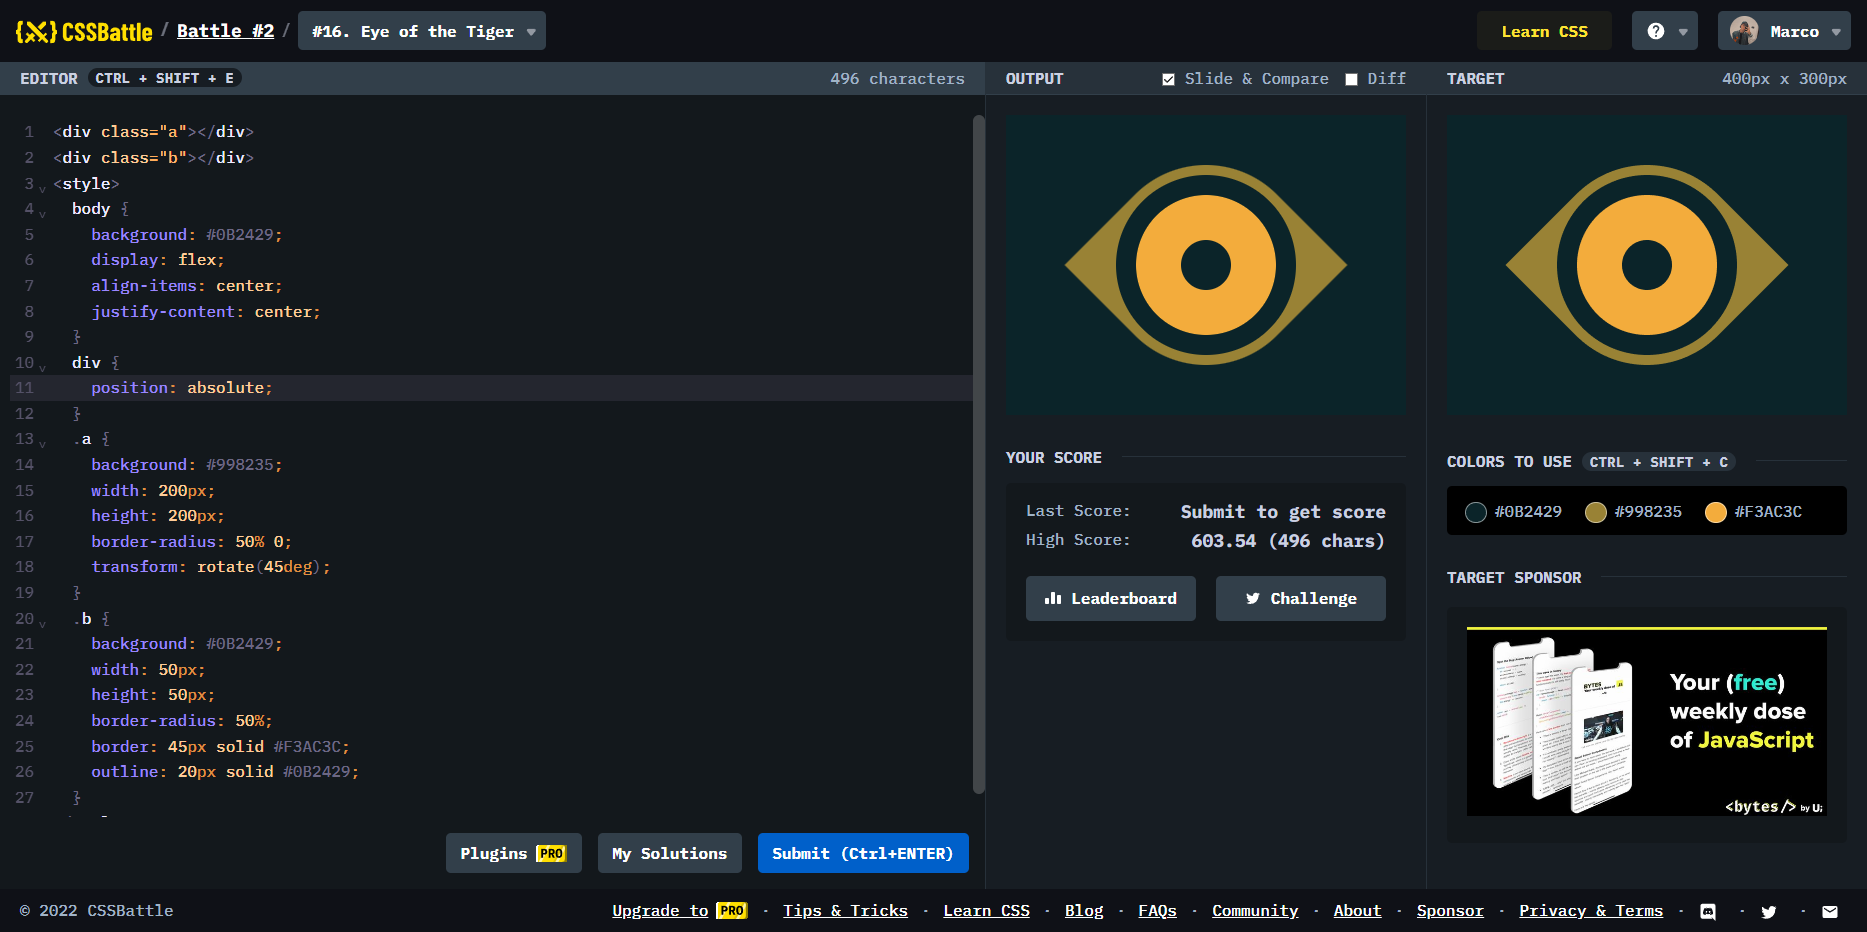 {X} CSSBattle / Battle #2 / #16. Eye of the Tiger
Learn CSS
?
Marco
EDITOR CTRL + SHIFT + E
496 characters
OUTPUT
Slide & Compare
Diff
TARGET
400px x 300px
1 <div class="a"></div>
2 <div class="b"></div>
3 <style>
4 body {
5 background: #0B2429;
6 display: flex;
7 align-items: center;
8 justify-content: center;
9 }
10 div {
11 position: absolute;
12 }
13 .a {
14 background: #998235;
15 width: 200px;
16 height: 200px;
17 border-radius: 50% 0;
18 transform: rotate(45deg);
19 }
20 .b {
21 background: #0B2429;
22 width: 50px;
23 height: 50px;
24 border-radius: 50%;
25 border: 45px solid #F3AC3C;
26 outline: 20px solid #0B2429;
27 }
Plugins PRO
My Solutions
Submit (Ctrl+ENTER)
YOUR SCORE
Last Score: Submit to get score
High Score: 603.54 (496 chars)
Leaderboard
Challenge
COLORS TO USE CTRL + SHIFT + C
#0B2429
#998235
#F3AC3C
TARGET SPONSOR
BYTES
Your (free)
weekly dose
of JavaScript
<bytes/> by ui;
© 2022 CSSBattle
Upgrade to PRO · Tips & Tricks · Learn CSS · Blog · FAQs · Community · About · Sponsor · Privacy & Terms